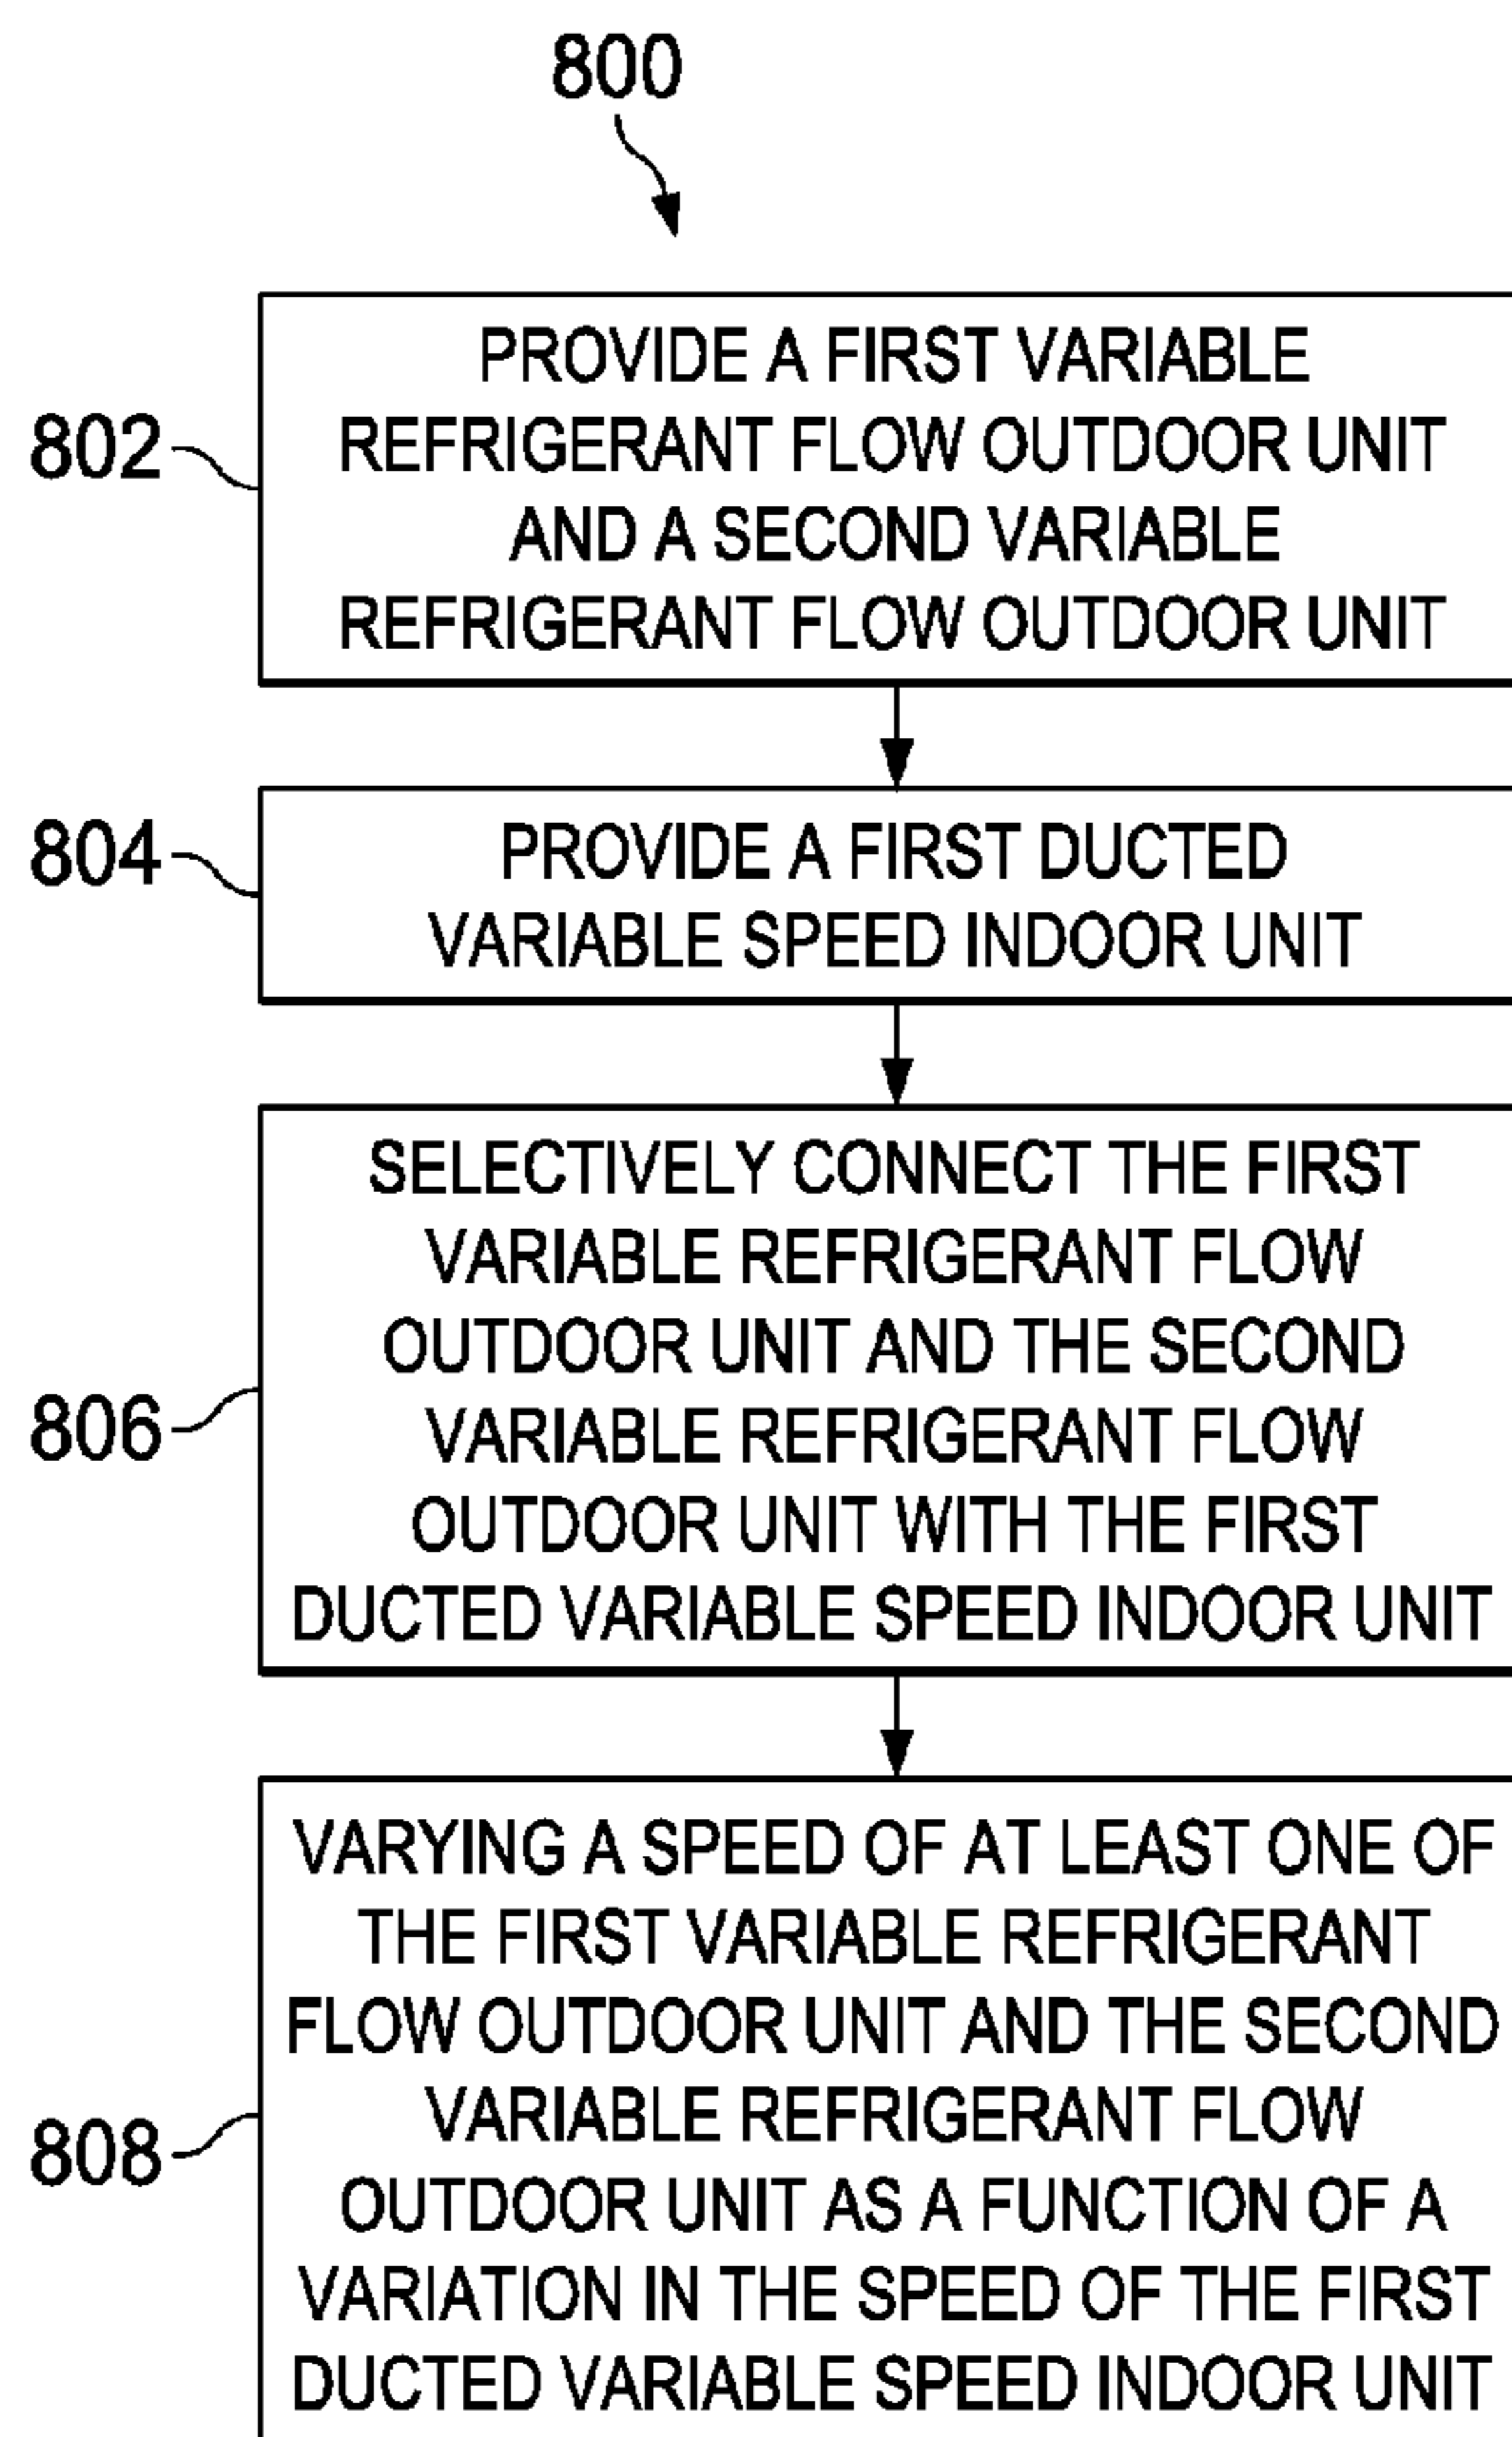 800
802
PROVIDE A FIRST VARIABLE
REFRIGERANT FLOW OUTDOOR UNIT
AND A SECOND VARIABLE
REFRIGERANT FLOW OUTDOOR UNIT
804
PROVIDE A FIRST DUCTED
VARIABLE SPEED INDOOR UNIT
806
SELECTIVELY CONNECT THE FIRST
VARIABLE REFRIGERANT FLOW
OUTDOOR UNIT AND THE SECOND
VARIABLE REFRIGERANT FLOW
OUTDOOR UNIT WITH THE FIRST
DUCTED VARIABLE SPEED INDOOR UNIT
808
VARYING A SPEED OF AT LEAST ONE OF
THE FIRST VARIABLE REFRIGERANT
FLOW OUTDOOR UNIT AND THE SECOND
VARIABLE REFRIGERANT FLOW
OUTDOOR UNIT AS A FUNCTION OF A
VARIATION IN THE SPEED OF THE FIRST
DUCTED VARIABLE SPEED INDOOR UNIT